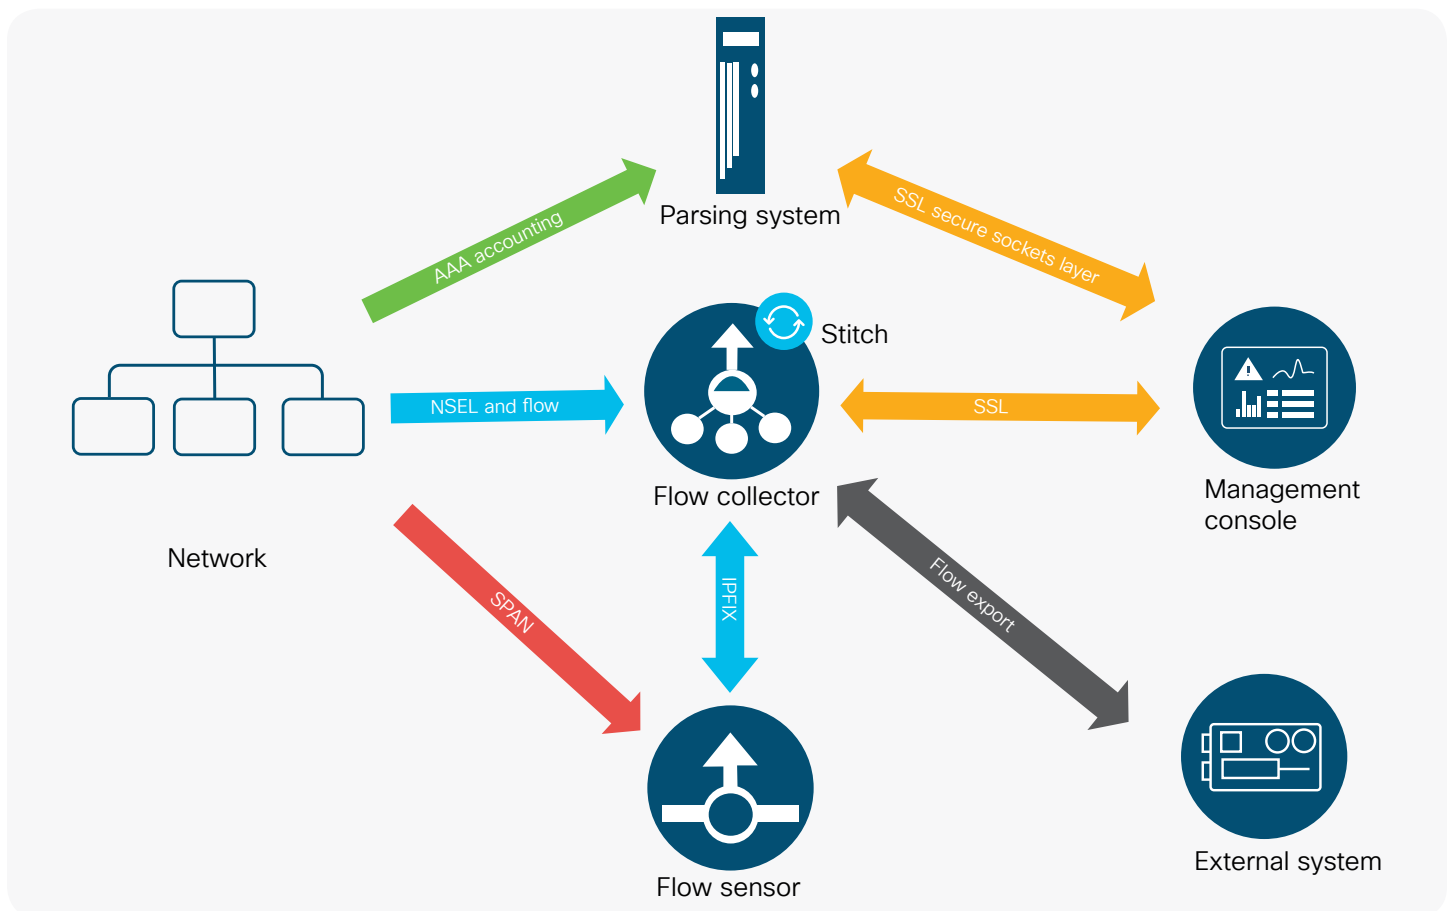 Parsing system
AAA accounting
SSL secure sockets layer
Stitch
NSEL and flow
SSL
Flow collector
Management
console
Network
SPAN
IPFIX
Flow export
External system
Flow sensor